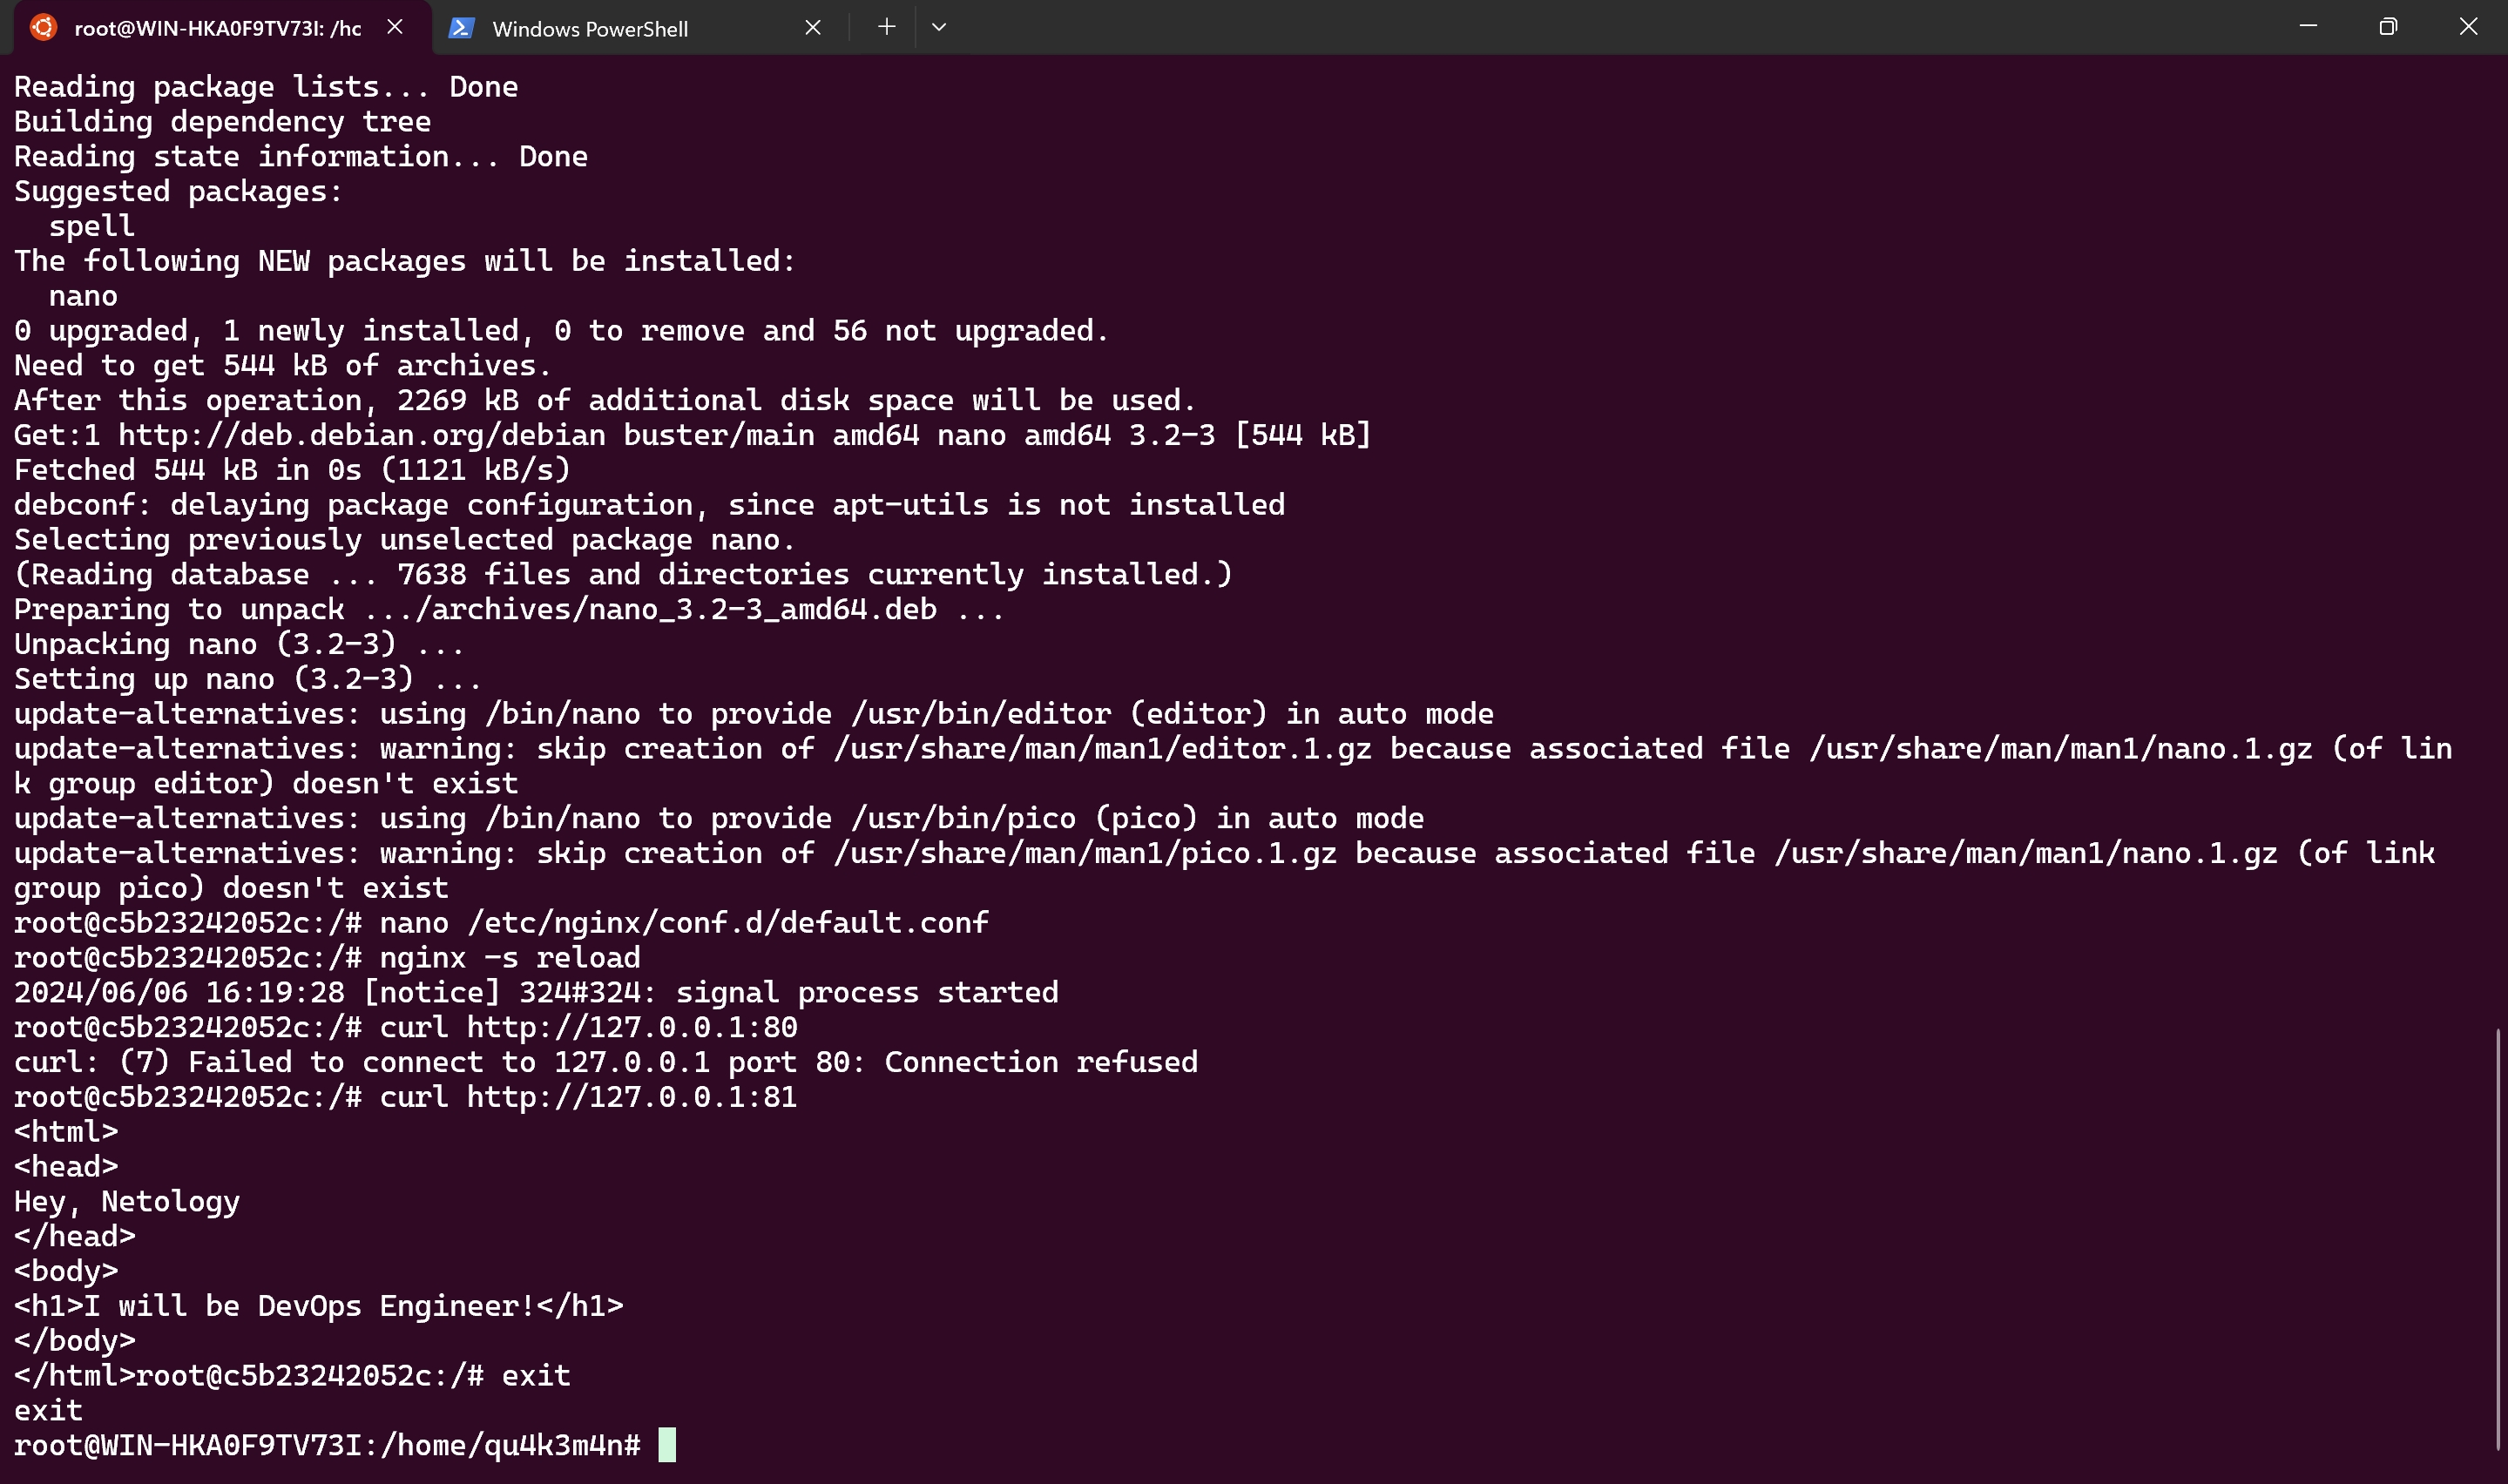 root@WIN-HKA0F9TV73I: /hc
Windows PowerShell
Reading package lists... Done
Building dependency tree
Reading state information... Done
Suggested packages:
  spell
The following NEW packages will be installed:
  nano
0 upgraded, 1 newly installed, 0 to remove and 56 not upgraded.
Need to get 544 kB of archives.
After this operation, 2269 kB of additional disk space will be used.
Get:1 http://deb.debian.org/debian buster/main amd64 nano amd64 3.2-3 [544 kB]
Fetched 544 kB in 0s (1121 kB/s)
debconf: delaying package configuration, since apt-utils is not installed
Selecting previously unselected package nano.
(Reading database ... 7638 files and directories currently installed.)
Preparing to unpack .../archives/nano_3.2-3_amd64.deb ...
Unpacking nano (3.2-3) ...
Setting up nano (3.2-3) ...
update-alternatives: using /bin/nano to provide /usr/bin/editor (editor) in auto mode
update-alternatives: warning: skip creation of /usr/share/man/man1/editor.1.gz because associated file /usr/share/man/man1/nano.1.gz (of lin
k group editor) doesn't exist
update-alternatives: using /bin/nano to provide /usr/bin/pico (pico) in auto mode
update-alternatives: warning: skip creation of /usr/share/man/man1/pico.1.gz because associated file /usr/share/man/man1/nano.1.gz (of link
group pico) doesn't exist
root@c5b23242052c:/# nano /etc/nginx/conf.d/default.conf
root@c5b23242052c:/# nginx -s reload
2024/06/06 16:19:28 [notice] 324#324: signal process started
root@c5b23242052c:/# curl http://127.0.0.1:80
curl: (7) Failed to connect to 127.0.0.1 port 80: Connection refused
root@c5b23242052c:/# curl http://127.0.0.1:81
<html>
<head>
Hey, Netology
</head>
<body>
<h1>I will be DevOps Engineer!</h1>
</body>
</html>root@c5b23242052c:/# exit
exit
root@WIN-HKA0F9TV73I:/home/qu4k3m4n#